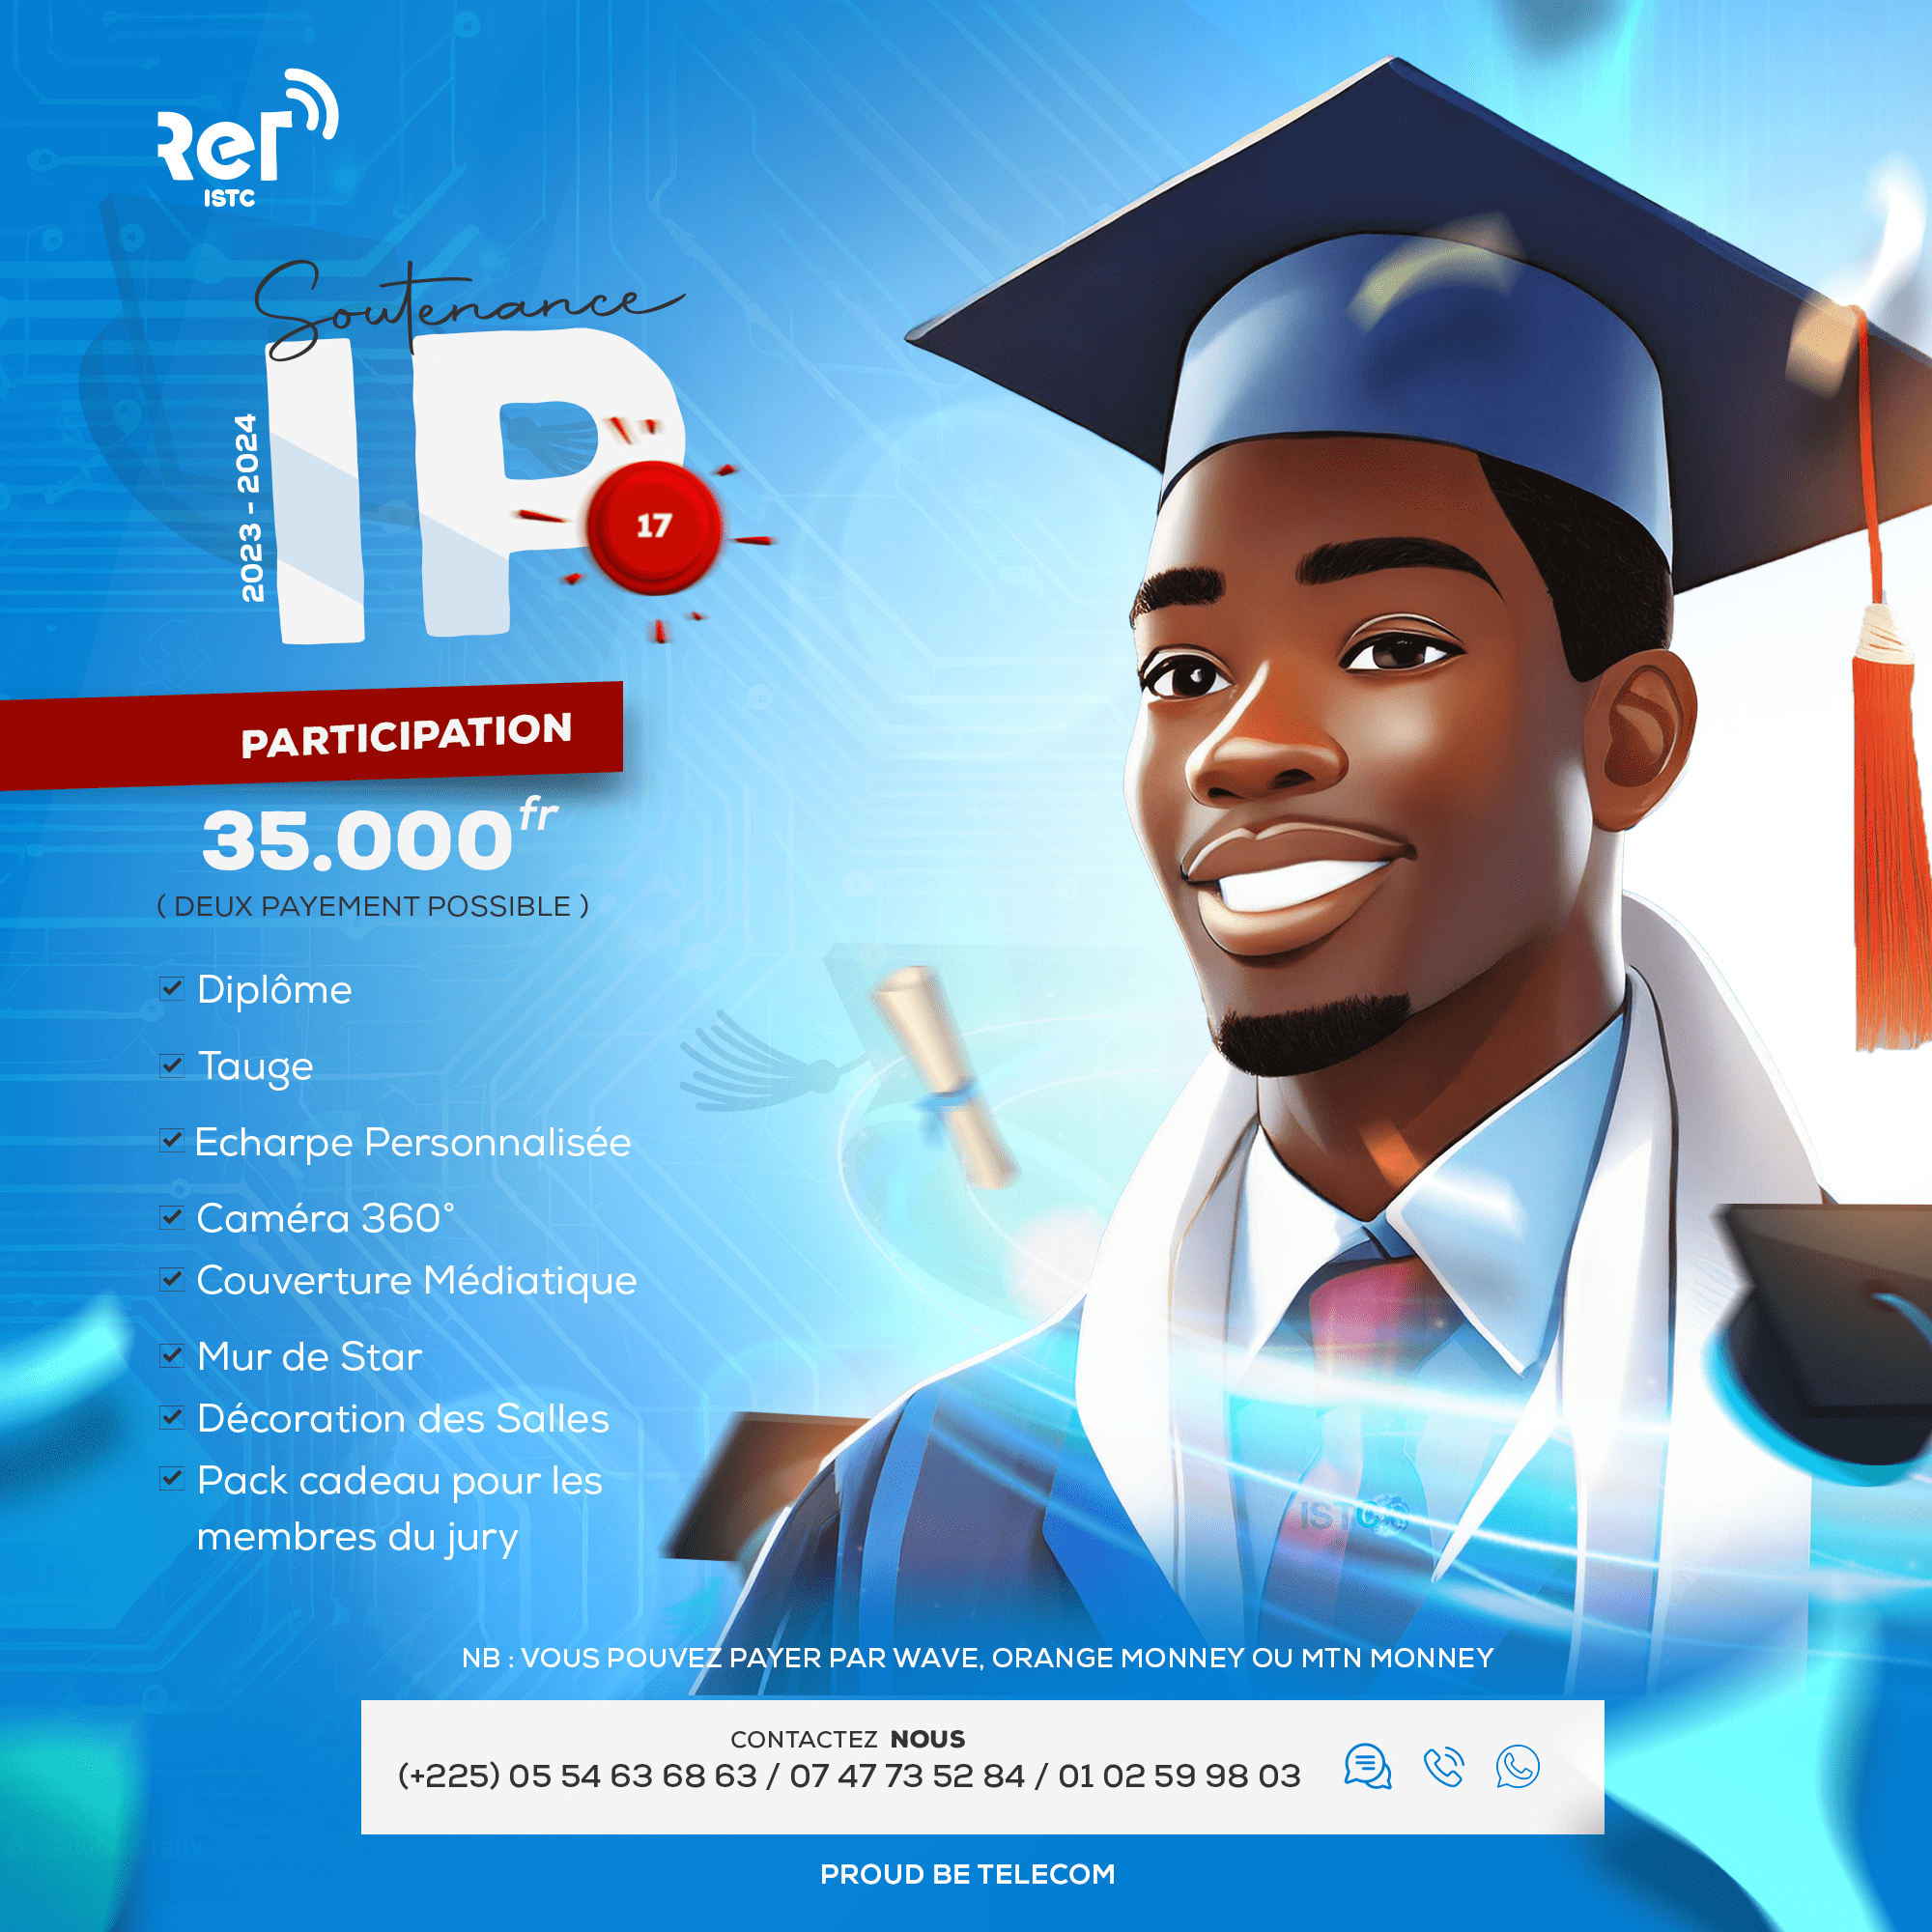 ReT
ISTC
Soutenance
IP
17
2023 - 2024
PARTICIPATION
35.000 fr
( DEUX PAYEMENT POSSIBLE )
Diplôme
Tauge
Echarpe Personnalisée
Caméra 360°
Couverture Médiatique
Mur de Star
Décoration des Salles
Pack cadeau pour les
membres du jury
ISTC
NB : VOUS POUVEZ PAYER PAR WAVE, ORANGE MONNEY OU MTN MONNEY
CONTACTEZ NOUS
(+225) 05 54 63 68 63 / 07 47 73 52 84 / 01 02 59 98 03
PROUD BE TELECOM